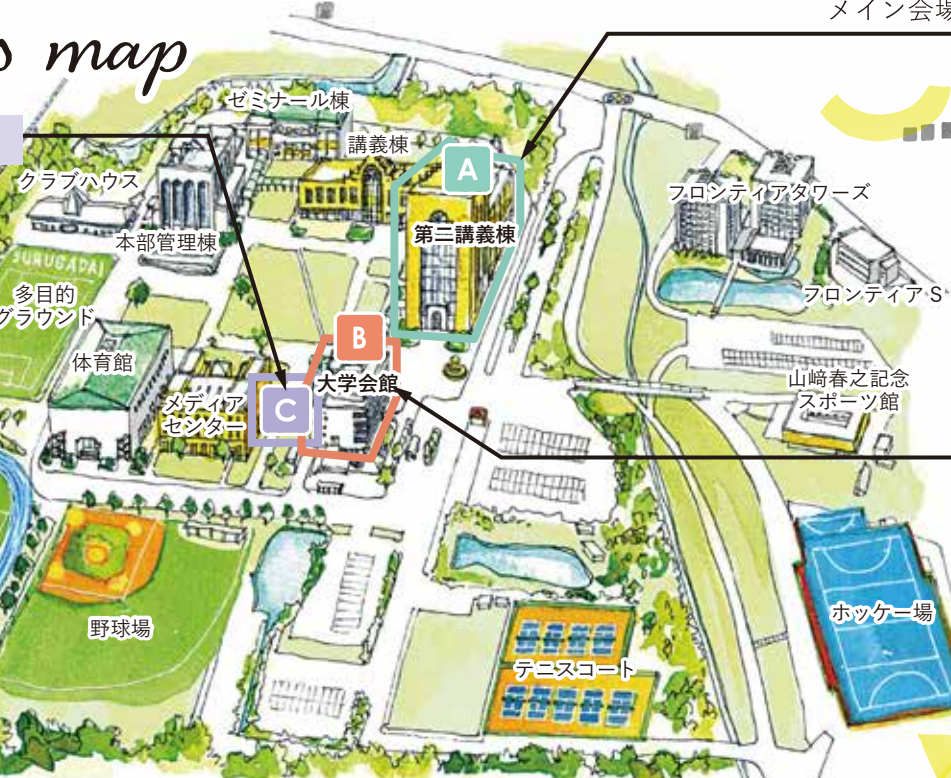 メイン会場
s map
ゼミナール棟
講義棟
A
クラブハウス
フロンティアタワーズ
第二講義棟
本部管理棟
SURUGADAI
多目的
グラウンド
フロンティア S
B
体育館
大学会館
山﨑春之記念
スポーツ館
メディア
センター
C
野球場
ホッケー場
テニスコート